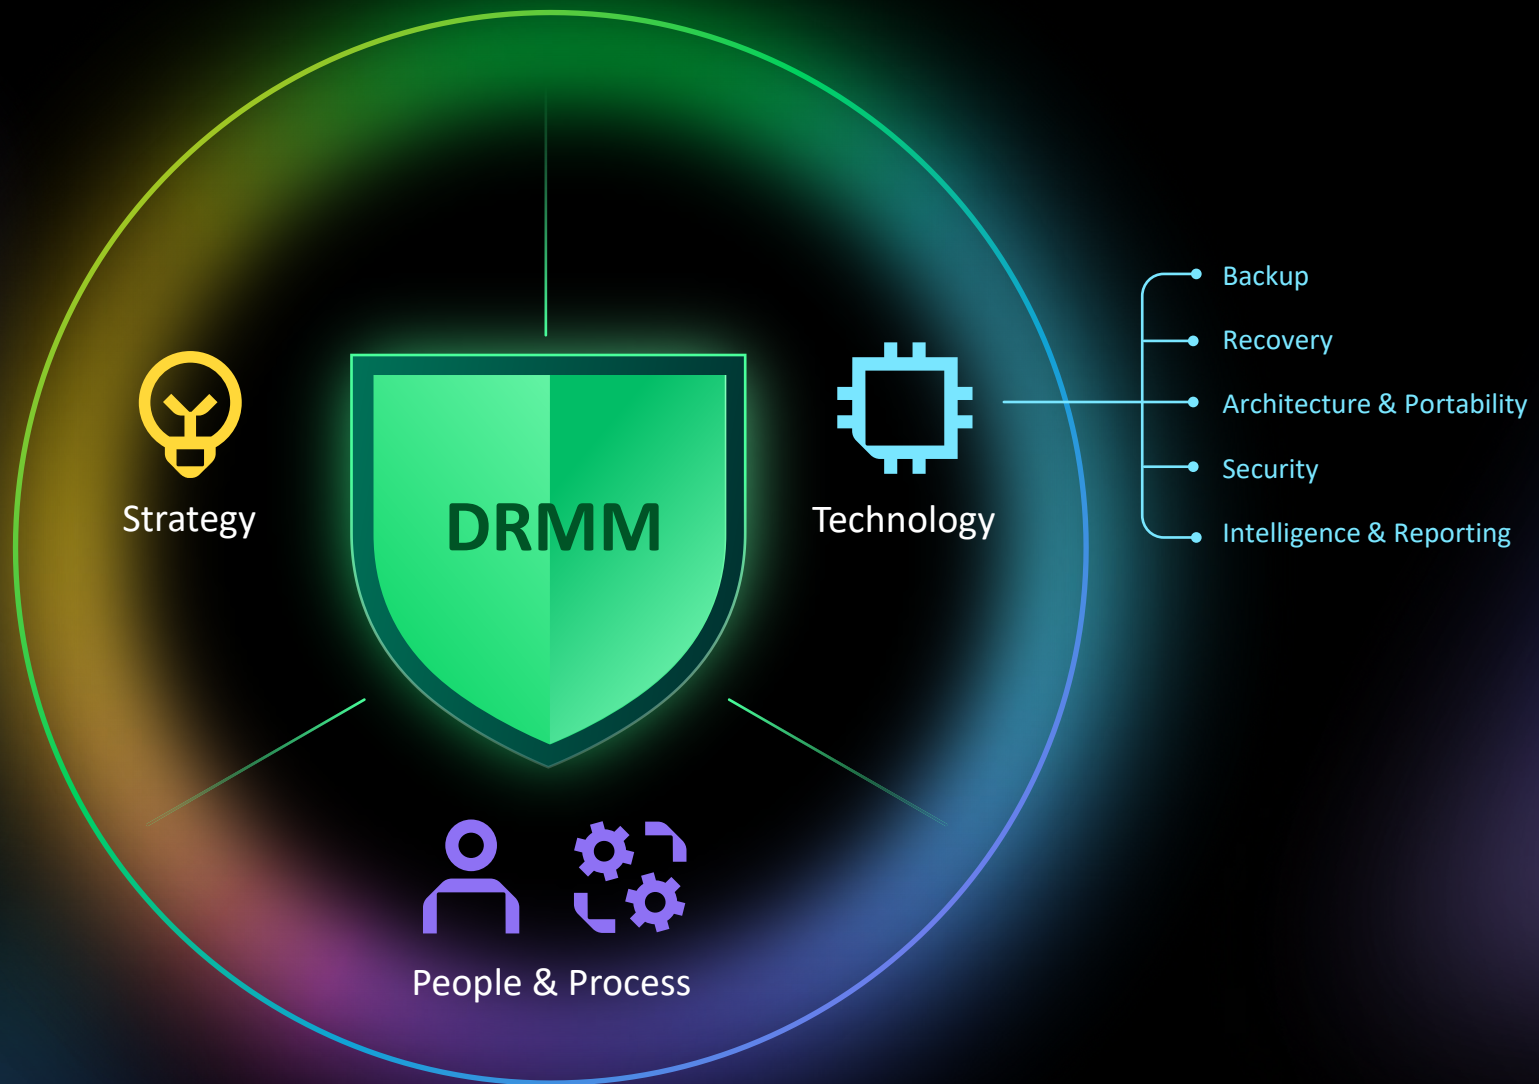 Backup
Recovery
Architecture & Portability
Security
Intelligence & Reporting
Strategy
DRMM
Technology
People & Process